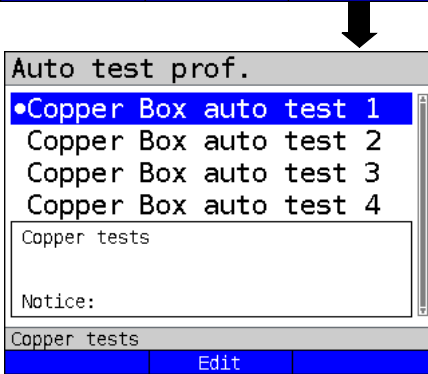 Auto test prof.
•Copper Box auto test 1
Copper Box auto test 2
Copper Box auto test 3
Copper Box auto test 4
Copper tests
Notice:
Copper tests
Edit